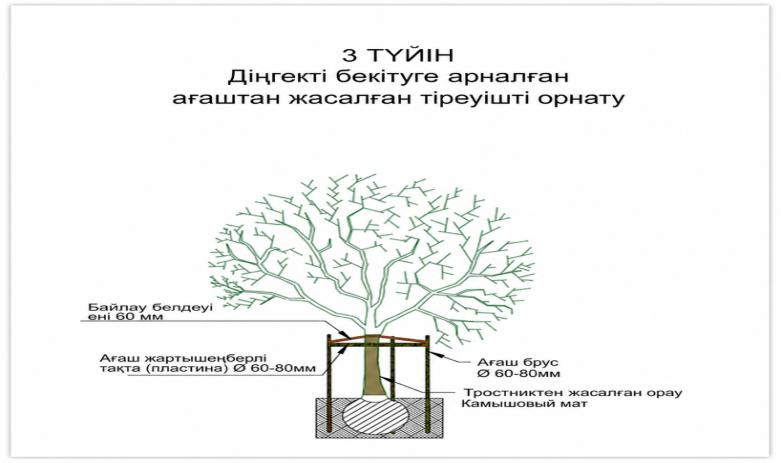 3 ТҮЙІН
Діңгекті бекітуге арналған
ағаштан жасалған тіреуішті орнату
Байлау белдеуі
ені 60 мм
Ағаш жартышеңберлі
тақта (пластина) Ø 60-80мм
Ағаш брус
Ø 60-80мм
Тростниктен жасалған орау
Камышовый мат